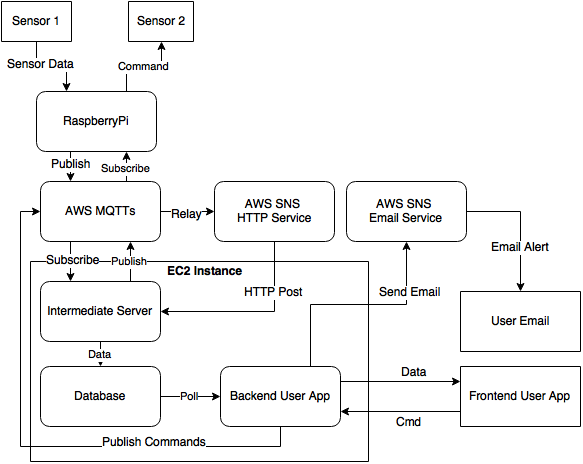 Sensor 1
Sensor 2
Sensor Data
Command
RaspberryPi
Publish
Subscribe
AWS MQTTs
Relay
AWS SNS
HTTP Service
AWS SNS
Email Service
Subscribe
Publish
EC2 Instance
Email Alert
HTTP Post
Send Email
Intermediate Server
User Email
Data
Database
Poll
Backend User App
Data
Frontend User App
Cmd
Publish Commands